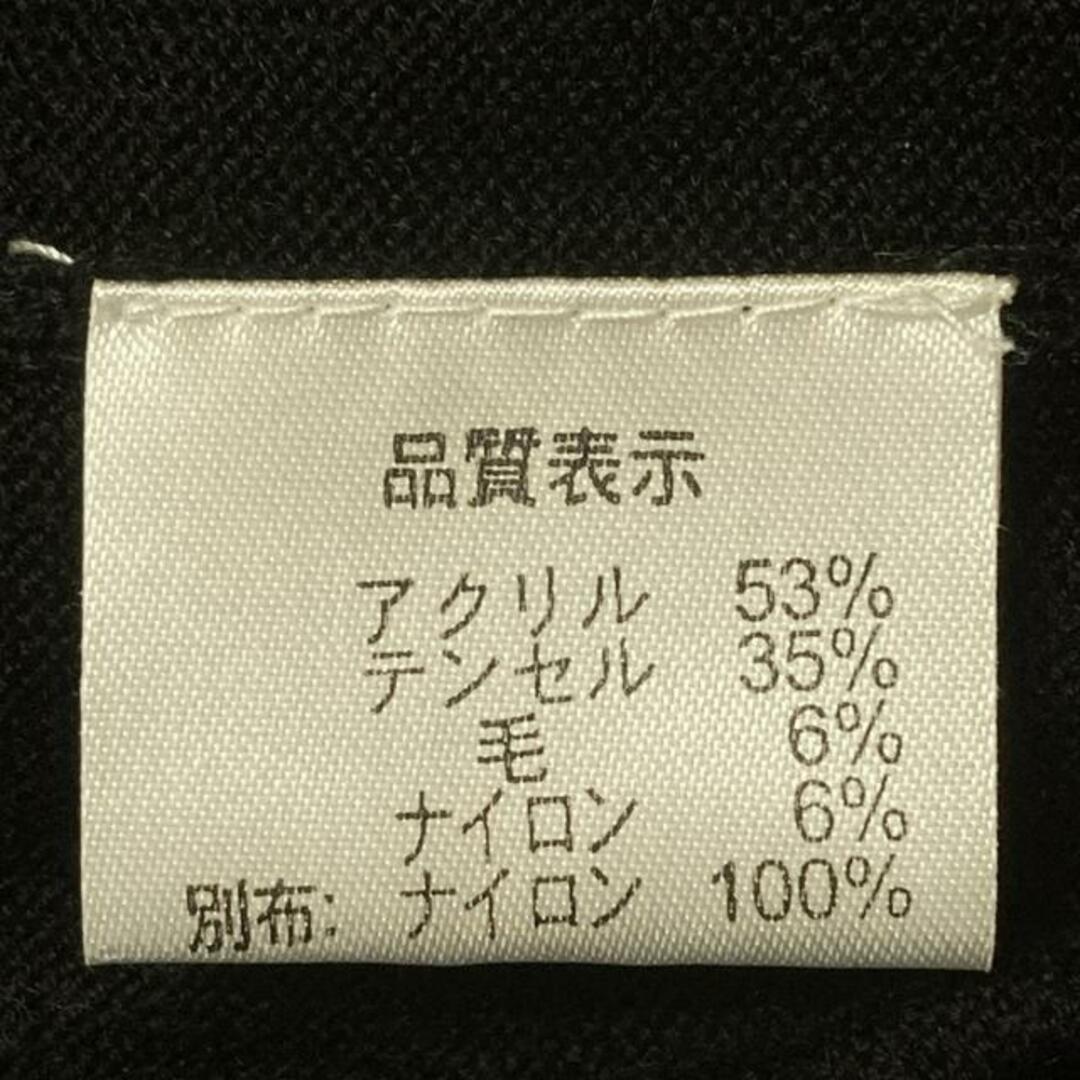 品質表示
アクリル 53%
テンセル 35%
毛 6%
ナイロン 6%
別布: ナイロン 100%